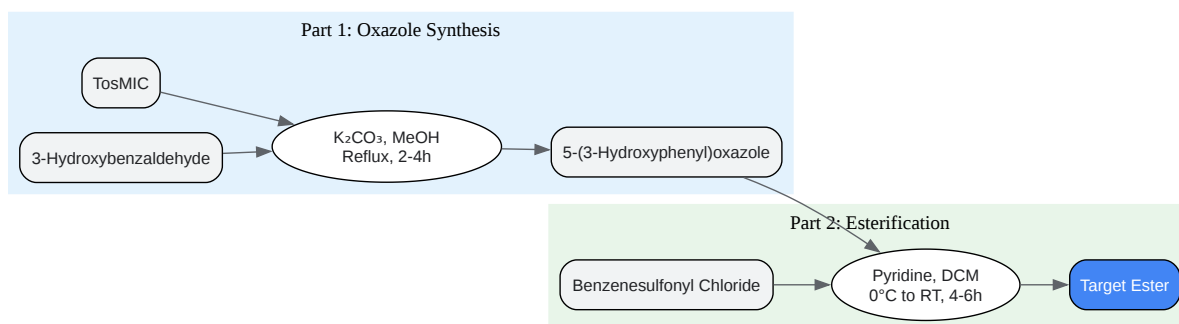 Part 1: Oxazole Synthesis
TosMIC
3-Hydroxybenzaldehyde
K₂CO₃, MeOH
Reflux, 2-4h
5-(3-Hydroxyphenyl)oxazole
Part 2: Esterification
Benzenesulfonyl Chloride
Pyridine, DCM
0°C to RT, 4-6h
Target Ester